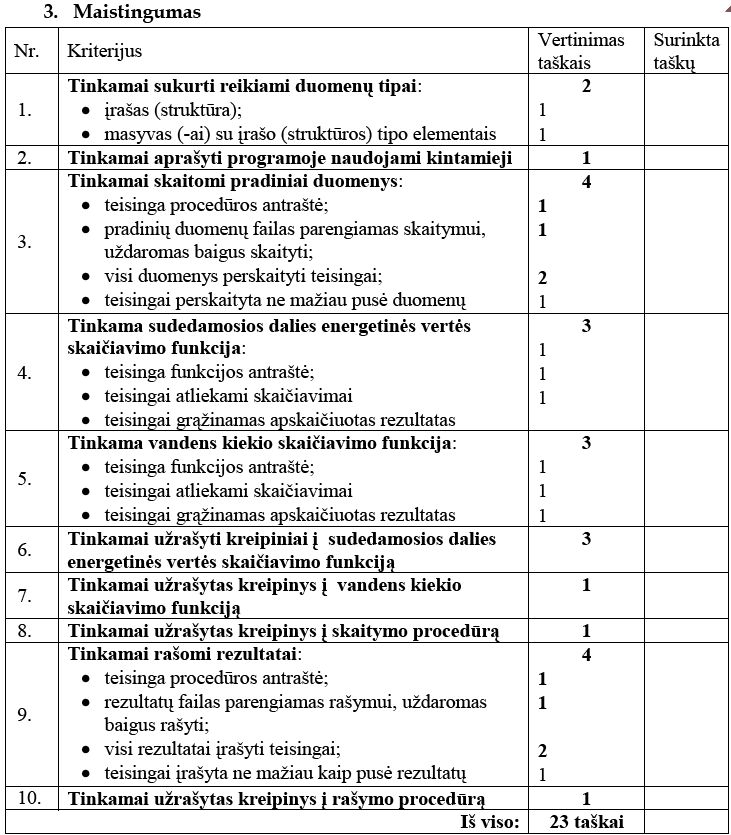 3. Maistingumas
Nr. Kriterijus Vertinimas taškais Surinkta taškų
1. Tinkamai sukurti reikiami duomenų tipai: 2
• įrašas (struktūra); 1
• masyvas (-ai) su įrašo (struktūros) tipo elementais 1
2. Tinkamai aprašyti programoje naudojami kintamieji 1
3. Tinkamai skaitomi pradiniai duomenys: 4
• teisinga procedūros antraštė; 1
• pradinių duomenų failas parengiamas skaitymui, 1
uždaromas baigus skaityti;
• visi duomenys perskaityti teisingai; 2
• teisingai perskaityta ne mažiau pusė duomenų 1
4. Tinkama sudedamosios dalies energetinės vertės 3
skaičiavimo funkcija: 1
• teisinga funkcijos antraštė; 1
• teisingai atliekami skaičiavimai 1
• teisingai grąžinamas apskaičiuotas rezultatas
5. Tinkama vandens kiekio skaičiavimo funkcija: 3
• teisinga funkcijos antraštė; 1
• teisingai atliekami skaičiavimai 1
• teisingai grąžinamas apskaičiuotas rezultatas 1
6. Tinkamai užrašyti kreipiniai į sudedamosios dalies 3
energetinės vertės skaičiavimo funkciją
7. Tinkamai užrašytas kreipinys į vandens kiekio 1
skaičiavimo funkciją
8. Tinkamai užrašytas kreipinys į skaitymo procedūrą 1
9. Tinkamai rašomi rezultatai: 4
• teisinga procedūros antraštė; 1
• rezultatų failas parengiamas rašymui, uždaromas 1
baigus rašyti;
• visi rezultatai įrašyti teisingai; 2
• teisingai įrašyta ne mažiau kaip pusė rezultatų 1
10. Tinkamai užrašytas kreipinys į rašymo procedūrą 1
Iš viso: 23 taškai